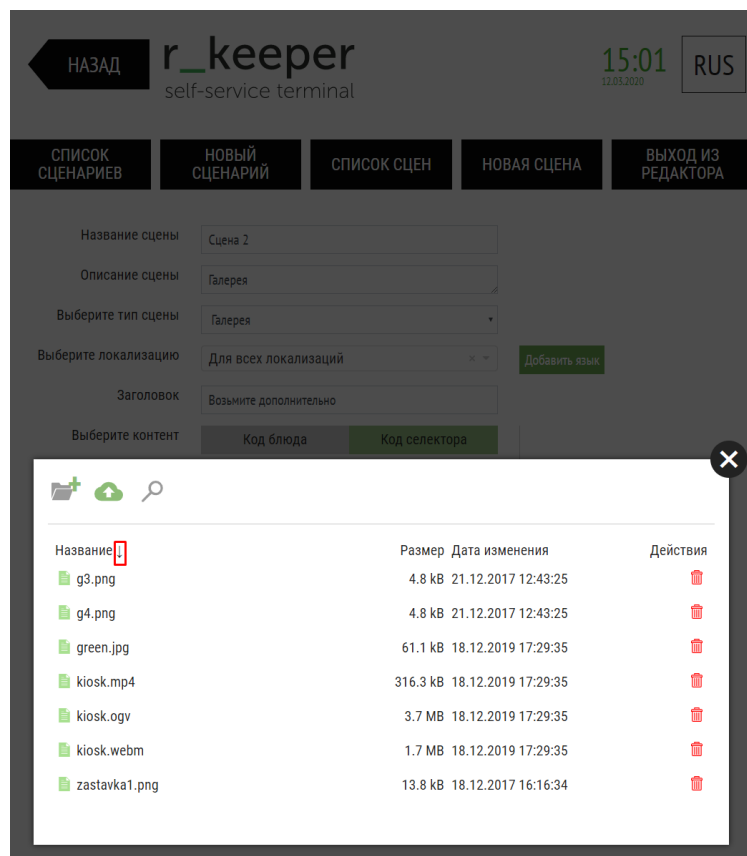 НАЗАД
r_keeper
self-service terminal
15:01
12.03.2020
RUS
СПИСОК
СЦЕНАРИЕВ
НОВЫЙ
СЦЕНАРИЙ
СПИСОК СЦЕН
НОВАЯ СЦЕНА
ВЫХОД ИЗ
РЕДАКТОРА
Название сцены
Сцена 2
Описание сцены
Галерея
Выберите тип сцены
Галерея
Выберите локализацию
Для всех локализаций
Добавить язык
Заголовок
Возьмите дополнительно
Выберите контент
Код блюда
Код селектора
Название↓ Размер Дата изменения Действия
g3.png 4.8 kB 21.12.2017 12:43:25
g4.png 4.8 kB 21.12.2017 12:43:25
green.jpg 61.1 kB 18.12.2019 17:29:35
kiosk.mp4 316.3 kB 18.12.2019 17:29:35
kiosk.ogv 3.7 MB 18.12.2019 17:29:35
kiosk.webm 1.7 MB 18.12.2019 17:29:35
zastavka1.png 13.8 kB 18.12.2017 16:16:34